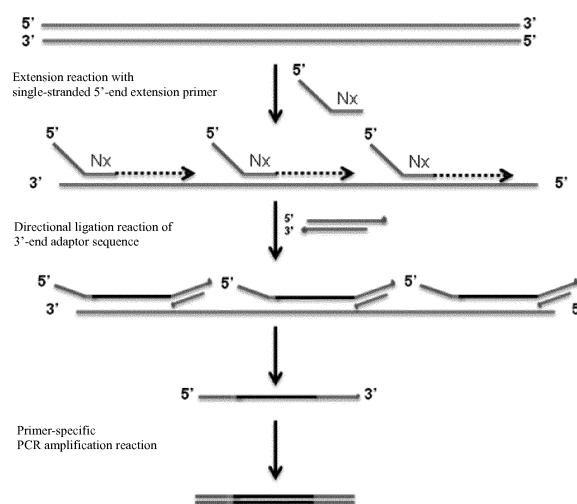 5’ 3’
3’ 5’
Extension reaction with
single-stranded 5’-end extension primer
5’
Nx
5’ 5’ 5’
Nx Nx Nx
3’ 5’
Directional ligation reaction of
3’-end adaptor sequence
5’
3’
5’ 5’ 5’
3’ 5’
5’ 3’
Primer-specific
PCR amplification reaction